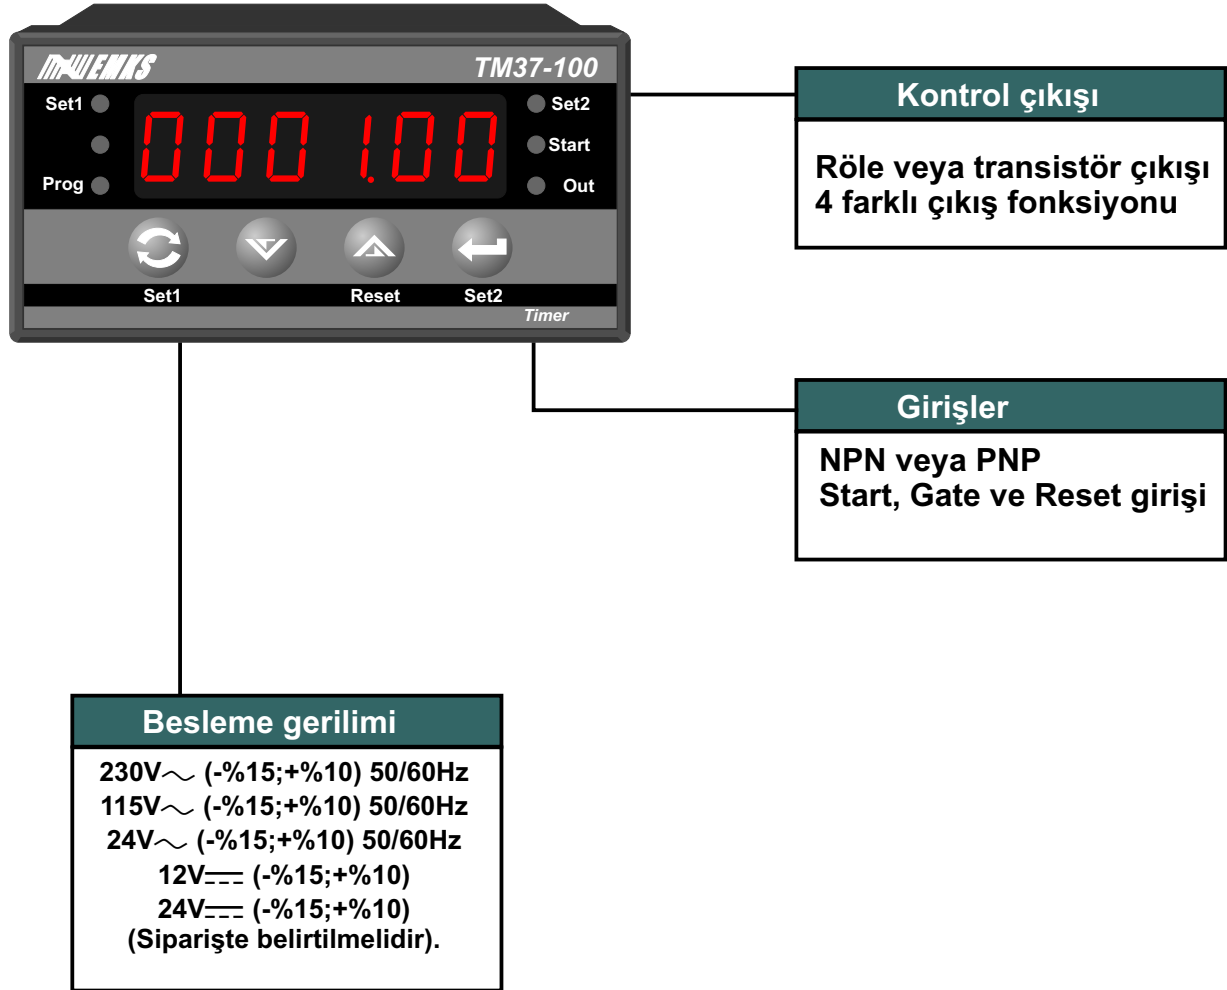 EMKS
TM37-100
Set1
Set2
0001.00
Start
Prog
Out
Set1
Reset
Set2
Timer
Kontrol çıkışı
Röle veya transistör çıkışı
4 farklı çıkış fonksiyonu
Girişler
NPN veya PNP
Start, Gate ve Reset girişi
Besleme gerilimi
230V～ (-%15;+%10) 50/60Hz
115V～ (-%15;+%10) 50/60Hz
24V～ (-%15;+%10) 50/60Hz
12V⎓ (-%15;+%10)
24V⎓ (-%15;+%10)
(Siparişte belirtilmelidir).